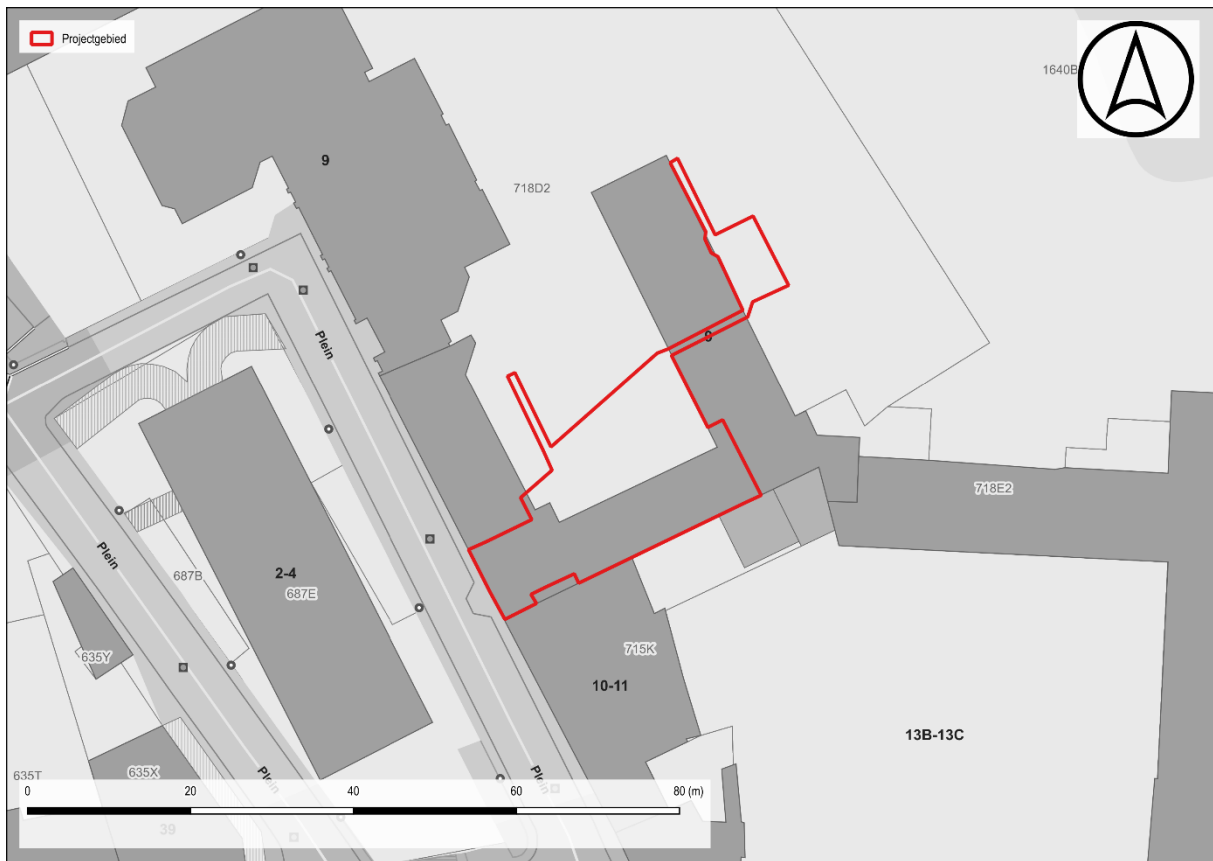 Projectgebied
1640B
9
718D2
Plein
9
2-4
687E
687B
Plein
718E2
635Y
715K
10-11
13B-13C
635T
635X
Plein
Plein
39
0 20 40 60 80 (m)